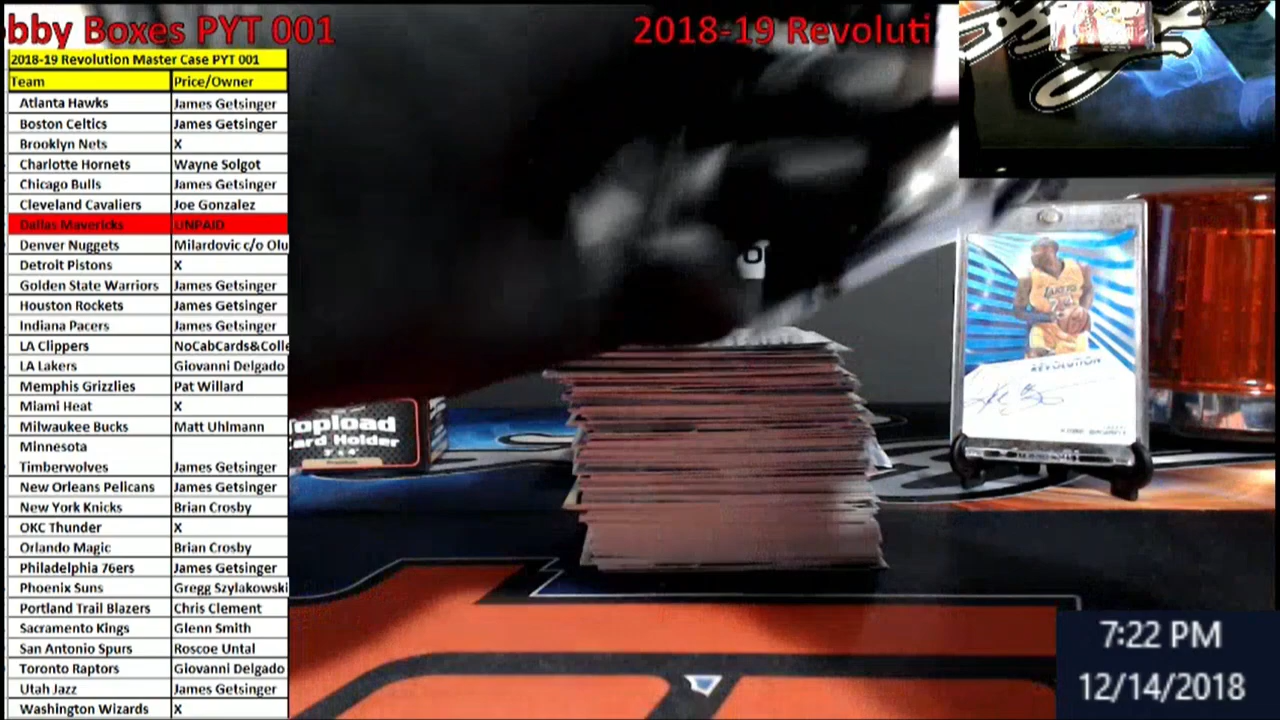 bby Boxes PYT 001
2018-19 Revoluti
2018-19 Revolution Master Case PYT 001
Team Price/Owner
Atlanta Hawks James Getsinger
Boston Celtics James Getsinger
Brooklyn Nets X
Charlotte Hornets Wayne Solgot
Chicago Bulls James Getsinger
Cleveland Cavaliers Joe Gonzalez
Dallas Mavericks UNPAID
Denver Nuggets Milardovic c/o Olu
Detroit Pistons X
Golden State Warriors James Getsinger
Houston Rockets James Getsinger
Indiana Pacers James Getsinger
LA Clippers NoCabCards&Colle
LA Lakers Giovanni Delgado
Memphis Grizzlies Pat Willard
Miami Heat X
Milwaukee Bucks Matt Uhlmann
Minnesota
Timberwolves James Getsinger
New Orleans Pelicans James Getsinger
New York Knicks Brian Crosby
OKC Thunder X
Orlando Magic Brian Crosby
Philadelphia 76ers James Getsinger
Phoenix Suns Gregg Szylakowski
Portland Trail Blazers Chris Clement
Sacramento Kings Glenn Smith
San Antonio Spurs Roscoe Untal
Toronto Raptors Giovanni Delgado
Utah Jazz James Getsinger
Washington Wizards X
opload
ard Holder
LAKERS
REVOLUTION
7:22 PM
12/14/2018